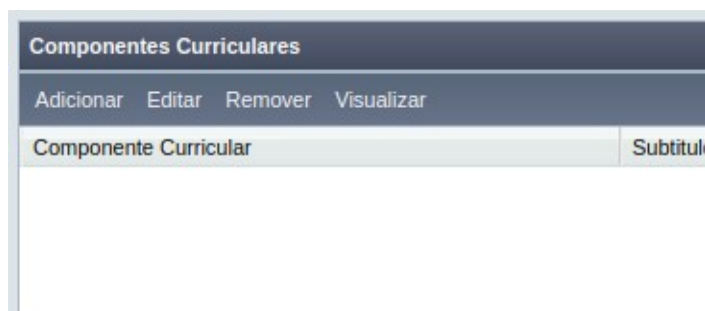 Componentes Curriculares
Adicionar Editar Remover Visualizar
Componente Curricular